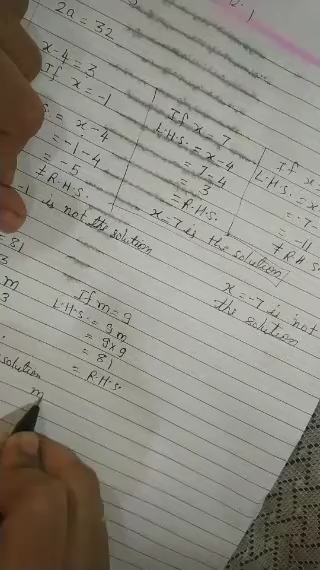 2a = 32
x-4=3
If x=-1
= x-4
= -1-4
= -5
≠ R.H.S.
-1 is not the solution
If x=7
L.H.S.= x-4
= 7-4
= 3
= R.H.S.
x=7 is the solution
If x
L.H.S.= x
= -7
= -11
≠ R.H.S
x=-7 is not
the solution
= 81
m
3
solution
If m=9
L.H.S.= 9m
= 9×9
= 81
= R.H.S.
m